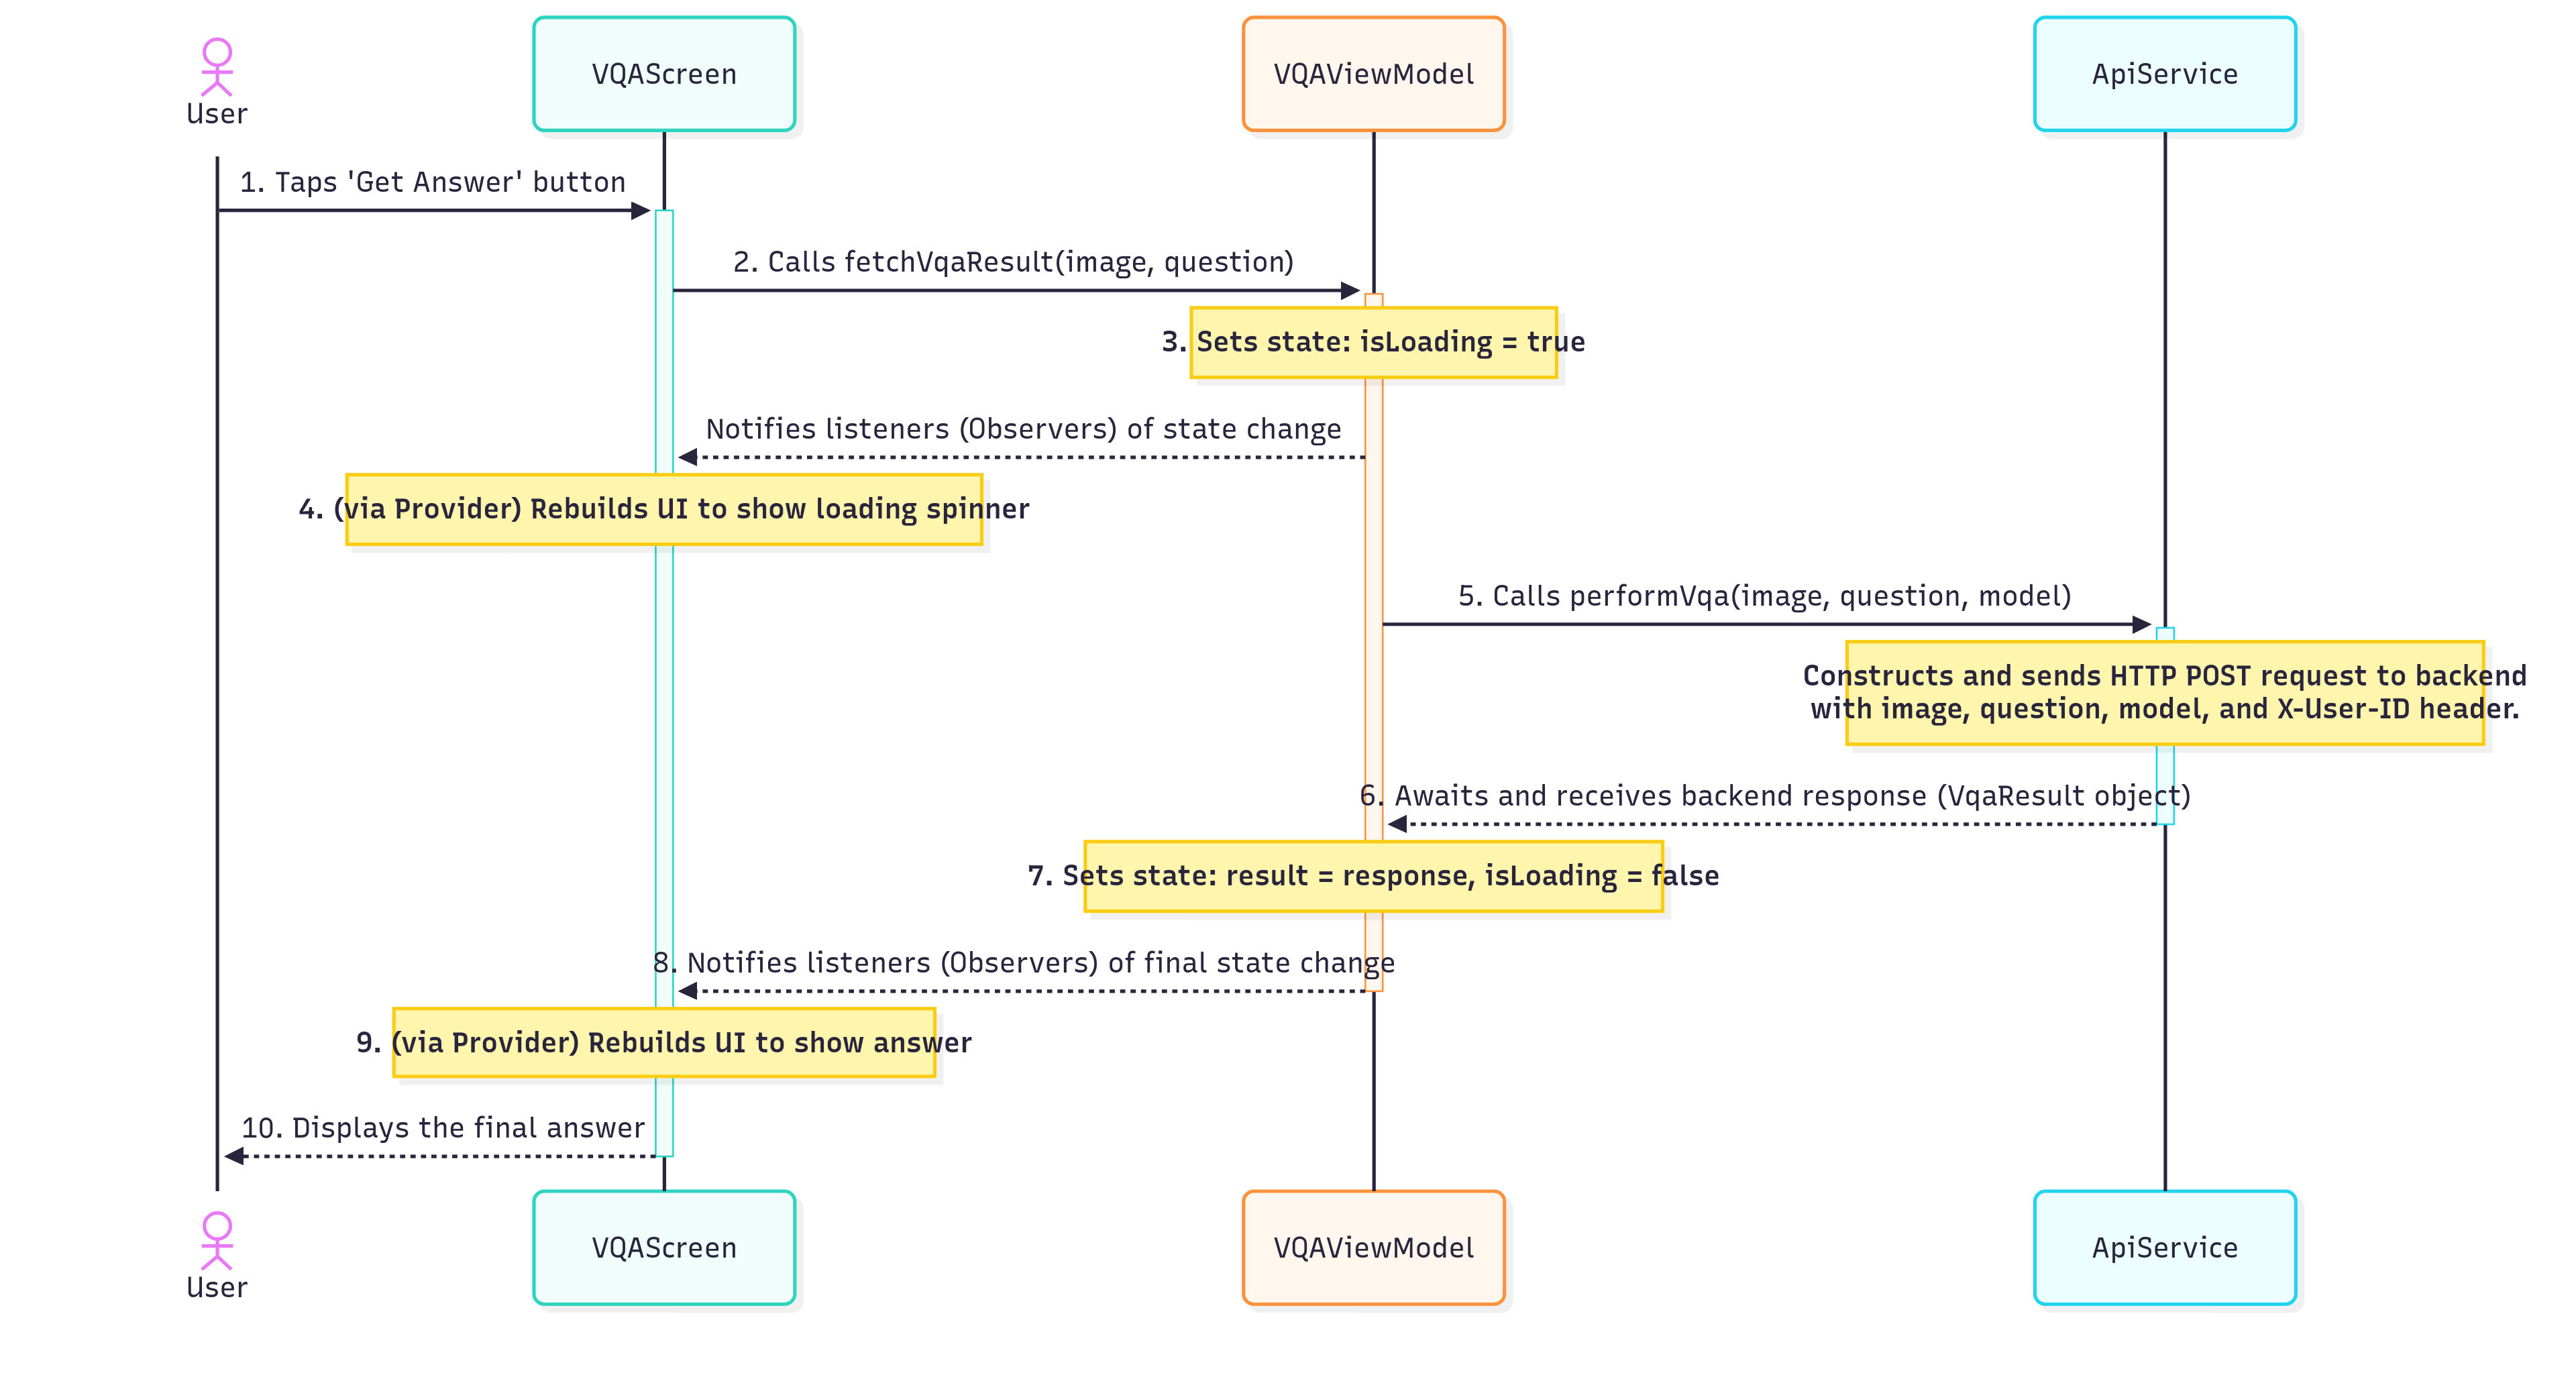 User
VQAScreen
VQAViewModel
ApiService
1. Taps 'Get Answer' button
2. Calls fetchVqaResult(image, question)
3. Sets state: isLoading = true
Notifies listeners (Observers) of state change
4. (via Provider) Rebuilds UI to show loading spinner
5. Calls performVqa(image, question, model)
Constructs and sends HTTP POST request to backend
with image, question, model, and X-User-ID header.
6. Awaits and receives backend response (VqaResult object)
7. Sets state: result = response, isLoading = false
8. Notifies listeners (Observers) of final state change
9. (via Provider) Rebuilds UI to show answer
10. Displays the final answer
User
VQAScreen
VQAViewModel
ApiService